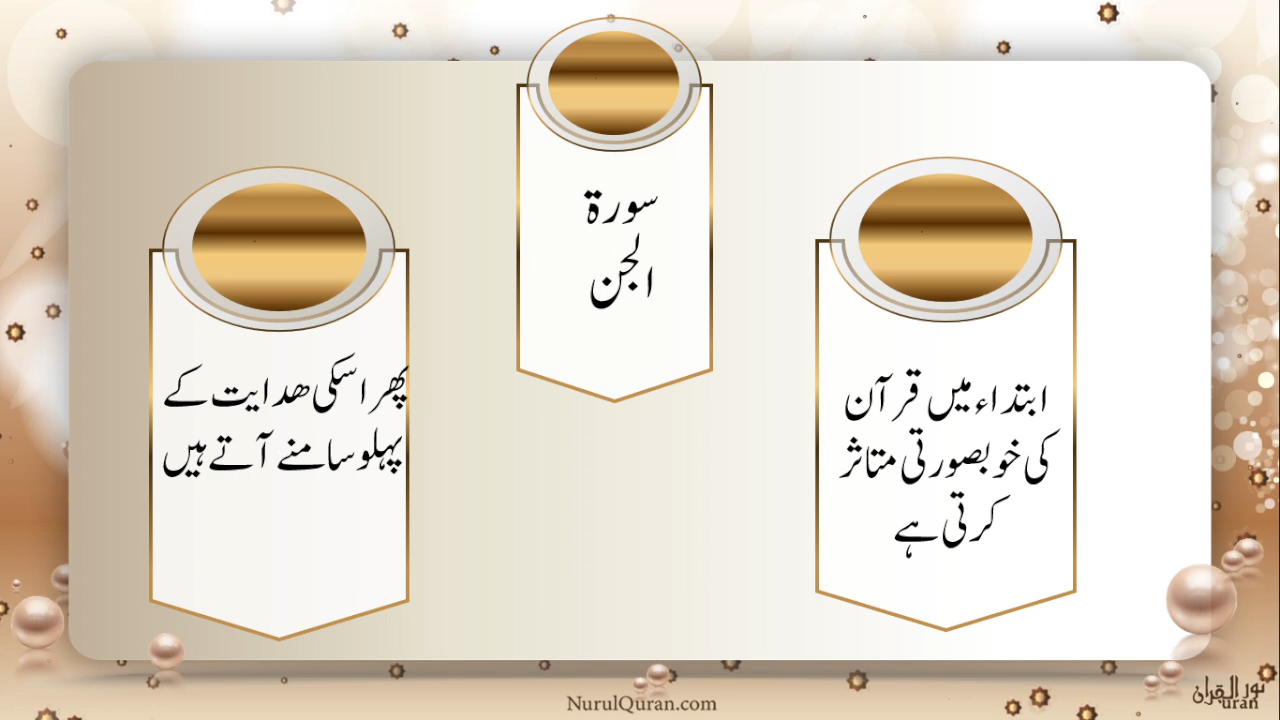 سورۃ
الجن
ابتداء میں قرآن
کی خوبصورتی متاثر
کرتی ہے
پھر اسکی ھدایت کے
پہلو سامنے آتے ہیں
NurulQuran.com
نور القرآن
uran